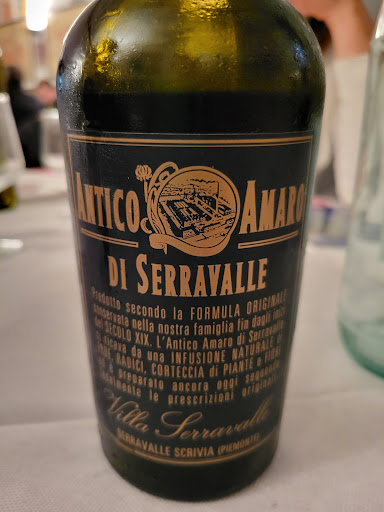 ANTICO AMARO
DI SERRAVALLE
Prodotto secondo la FORMULA ORIGINALE
conservata nella nostra famiglia fin dagli inizi
del SECOLO XIX. L'Antico Amaro di Serravalle
si ricava da una INFUSIONE NATURALE di
ERBE, RADICI, CORTECCIA di PIANTE e FIORI
ed è preparato ancora oggi seguendo
le prescrizioni originali.
Villa Serravalle
SERRAVALLE SCRIVIA (PIEMONTE)